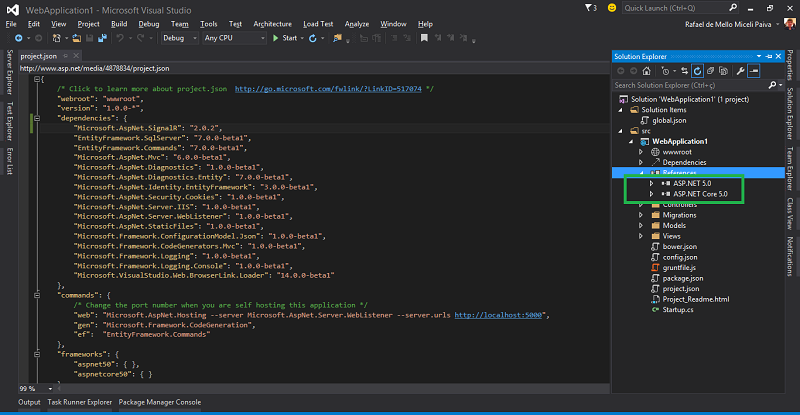 WebApplication1 - Microsoft Visual Studio
3
Quick Launch (Ctrl+Q)
File Edit View Project Build Debug Team Tools Test Architecture Load Test Analyze Window Help
Rafael de Mello Miceli Paiva
Debug Any CPU Start
Server Explorer
Test Explorer
Error List
project.json
http://www.asp.net/media/4878834/project.json
{
/* Click to learn more about project.json http://go.microsoft.com/fwlink/?LinkID=517074 */
"webroot": "wwwroot",
"version": "1.0.0-*",
"dependencies": {
"Microsoft.AspNet.SignalR": "2.0.2",
"EntityFramework.SqlServer": "7.0.0-beta1",
"EntityFramework.Commands": "7.0.0-beta1",
"Microsoft.AspNet.Mvc": "6.0.0-beta1",
"Microsoft.AspNet.Diagnostics": "1.0.0-beta1",
"Microsoft.AspNet.Diagnostics.Entity": "7.0.0-beta1",
"Microsoft.AspNet.Identity.EntityFramework": "3.0.0-beta1",
"Microsoft.AspNet.Security.Cookies": "1.0.0-beta1",
"Microsoft.AspNet.Server.IIS": "1.0.0-beta1",
"Microsoft.AspNet.Server.WebListener": "1.0.0-beta1",
"Microsoft.AspNet.StaticFiles": "1.0.0-beta1",
"Microsoft.Framework.ConfigurationModel.Json": "1.0.0-beta1",
"Microsoft.Framework.CodeGenerators.Mvc": "1.0.0-beta1",
"Microsoft.Framework.Logging": "1.0.0-beta1",
"Microsoft.Framework.Logging.Console": "1.0.0-beta1",
"Microsoft.VisualStudio.Web.BrowserLink.Loader": "14.0.0-beta1"
},
"commands": {
/* Change the port number when you are self hosting this application */
"web": "Microsoft.AspNet.Hosting --server Microsoft.AspNet.Server.WebListener --server.urls http://localhost:5000",
"gen": "Microsoft.Framework.CodeGeneration",
"ef": "EntityFramework.Commands"
},
"frameworks": {
"aspnet50": { },
"aspnetcore50": { }
99 %
Solution Explorer
Search Solution Explorer (Ctrl+ç)
Solution 'WebApplication1' (1 project)
Solution Items
global.json
src
WebApplication1
wwwroot
Dependencies
References
ASP.NET 5.0
ASP.NET Core 5.0
Controllers
Migrations
Models
Views
bower.json
config.json
gruntfile.js
package.json
project.json
Project_Readme.html
Startup.cs
Properties
Team Explorer
Class View
Notifications
Output Task Runner Explorer Package Manager Console